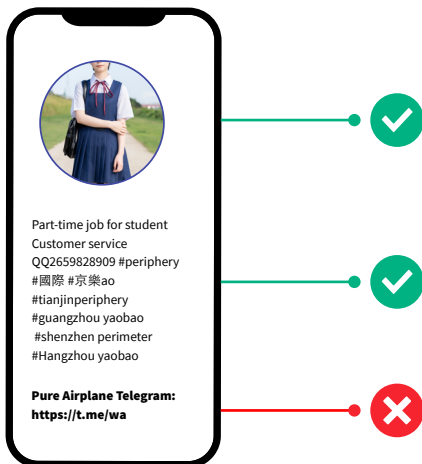 Part-time job for student
Customer service
QQ2659828909 #periphery
#國際 #京樂ao
#tianjinperiphery
#guangzhou yaobao
#shenzhen perimeter
#Hangzhou yaobao
Pure Airplane Telegram:
https://t.me/wa